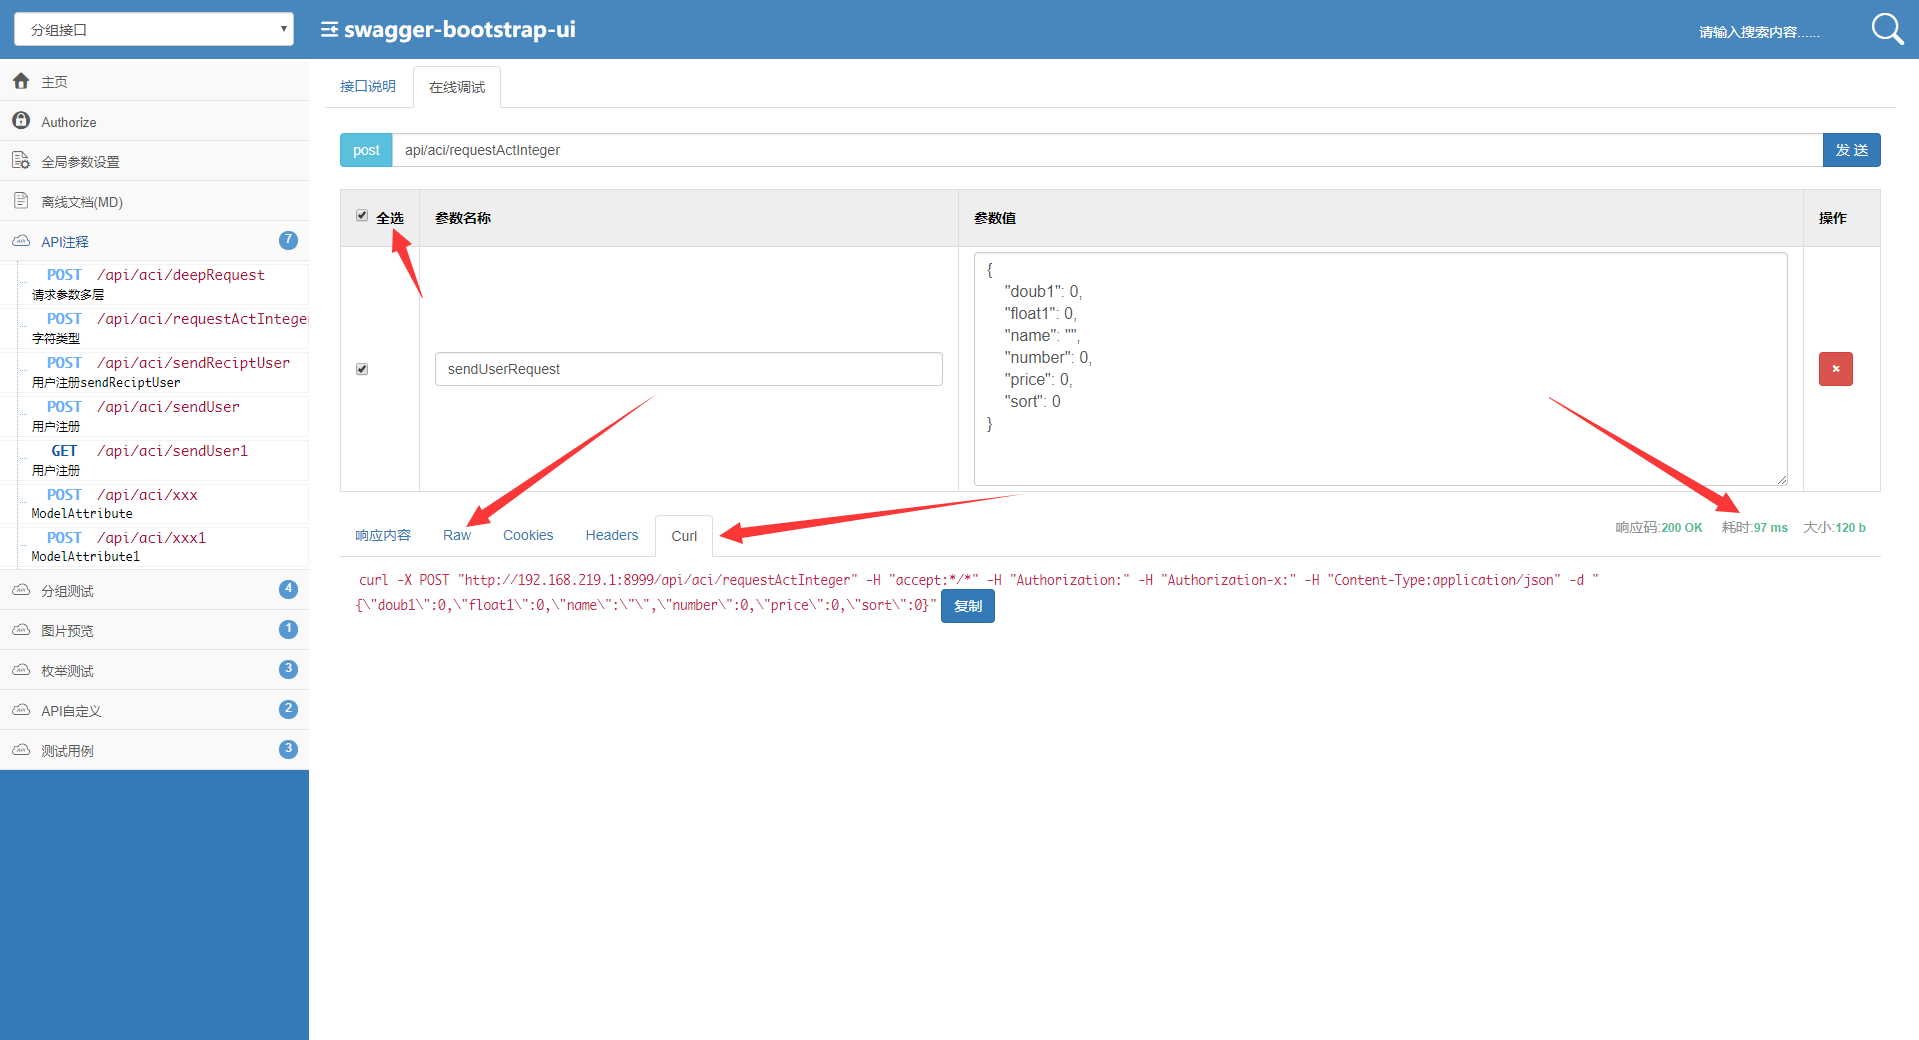 分组接口
swagger-bootstrap-ui
请输入搜索内容......
主页
Authorize
全局参数设置
离线文档(MD)
API注释 7
POST /api/aci/deepRequest
请求参数多层
POST /api/aci/requestActInteger
字符类型
POST /api/aci/sendReciptUser
用户注册sendReciptUser
POST /api/aci/sendUser
用户注册
GET /api/aci/sendUser1
用户注册
POST /api/aci/xxx
ModelAttribute
POST /api/aci/xxx1
ModelAttribute1
分组测试 4
图片预览 1
枚举测试 3
API自定义 2
测试用例 3
接口说明 在线调试
post api/aci/requestActInteger 发 送
全选 参数名称 参数值 操作
sendUserRequest
{
"doub1": 0,
"float1": 0,
"name": "",
"number": 0,
"price": 0,
"sort": 0
}
×
响应内容 Raw Cookies Headers Curl
响应码:200 OK 耗时:97 ms 大小:120 b
curl -X POST "http://192.168.219.1:8999/api/aci/requestActInteger" -H "accept:*/*" -H "Authorization:" -H "Authorization-x:" -H "Content-Type:application/json" -d "
{\"doub1\":0,\"float1\":0,\"name\":\"\",\"number\":0,\"price\":0,\"sort\":0}" 复制